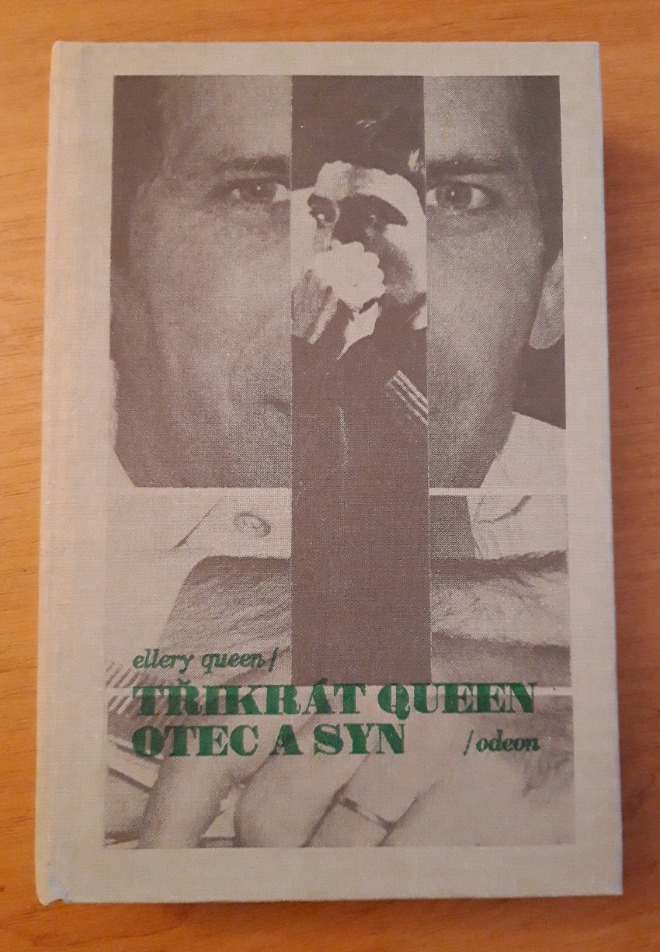 ellery queen/
TŘIKRÁT QUEEN
OTEC A SYN /odeon